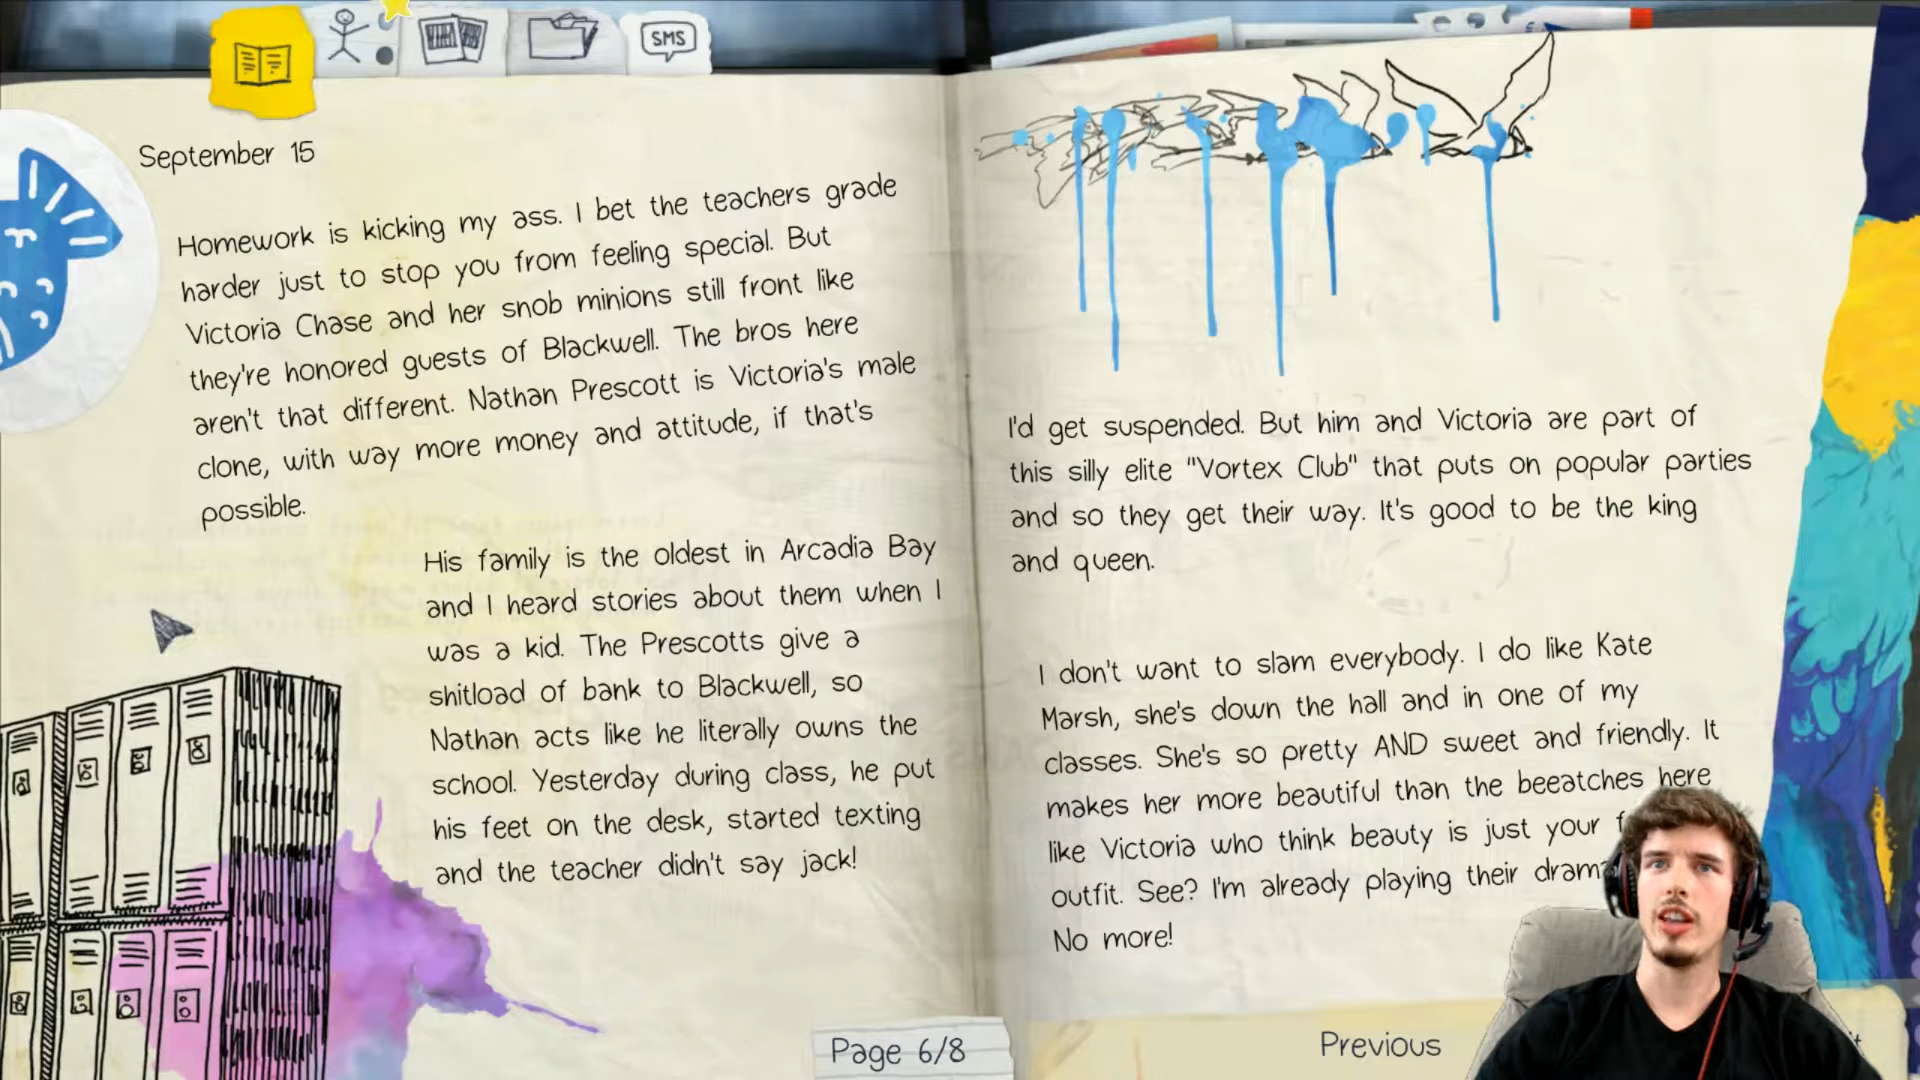 SMS
September 15
Homework is kicking my ass. I bet the teachers grade
harder just to stop you from feeling special. But
Victoria Chase and her snob minions still front like
they're honored guests of Blackwell. The bros here
aren't that different. Nathan Prescott is Victoria's male
clone, with way more money and attitude, if that's
possible.
His family is the oldest in Arcadia Bay
and I heard stories about them when I
was a kid. The Prescotts give a
shitload of bank to Blackwell, so
Nathan acts like he literally owns the
school. Yesterday during class, he put
his feet on the desk, started texting
and the teacher didn't say jack!
I'd get suspended. But him and Victoria are part of
this silly elite "Vortex Club" that puts on popular parties
and so they get their way. It's good to be the king
and queen.
I don't want to slam everybody. I do like Kate
Marsh, she's down the hall and in one of my
classes. She's so pretty AND sweet and friendly. It
makes her more beautiful than the beeatches here
like Victoria who think beauty is just your
outfit. See? I'm already playing their
No more!
Page 6/8
Previous